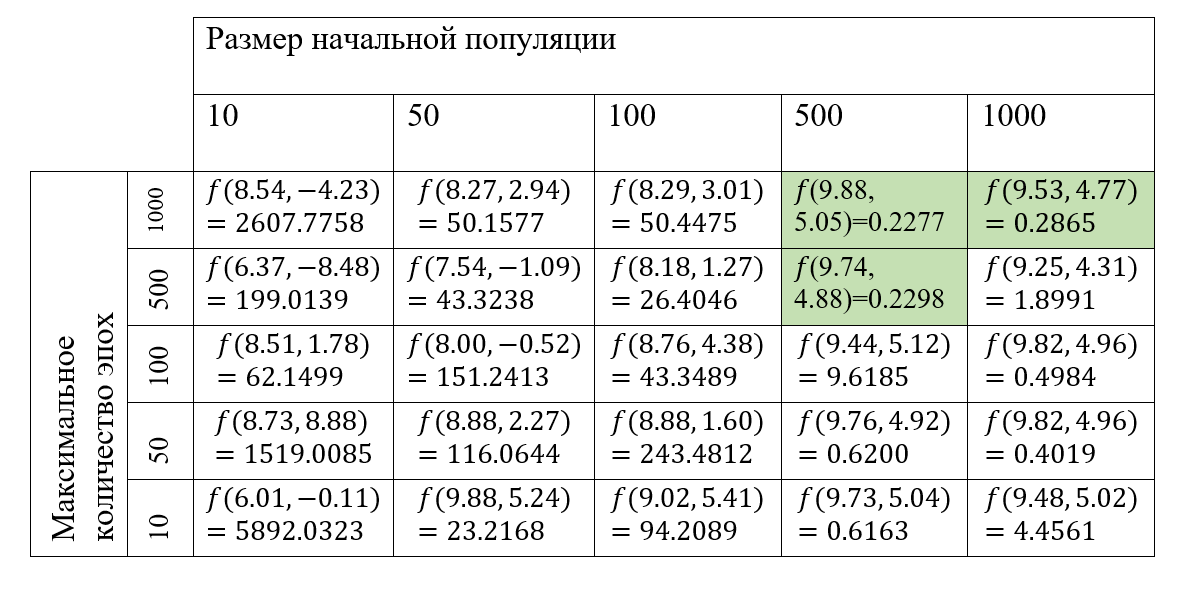 Размер начальной популяции
10 50 100 500 1000
Максимальное
количество эпох
1000
f(8.54, −4.23)
= 2607.7758
f(8.27, 2.94)
= 50.1577
f(8.29, 3.01)
= 50.4475
f(9.88,
5.05)=0.2277
f(9.53, 4.77)
= 0.2865
500
f(6.37, −8.48)
= 199.0139
f(7.54, −1.09)
= 43.3238
f(8.18, 1.27)
= 26.4046
f(9.74,
4.88)=0.2298
f(9.25, 4.31)
= 1.8991
100
f(8.51, 1.78)
= 62.1499
f(8.00, −0.52)
= 151.2413
f(8.76, 4.38)
= 43.3489
f(9.44, 5.12)
= 9.6185
f(9.82, 4.96)
= 0.4984
50
f(8.73, 8.88)
= 1519.0085
f(8.88, 2.27)
= 116.0644
f(8.88, 1.60)
= 243.4812
f(9.76, 4.92)
= 0.6200
f(9.82, 4.96)
= 0.4019
10
f(6.01, −0.11)
= 5892.0323
f(9.88, 5.24)
= 23.2168
f(9.02, 5.41)
= 94.2089
f(9.73, 5.04)
= 0.6163
f(9.48, 5.02)
= 4.4561